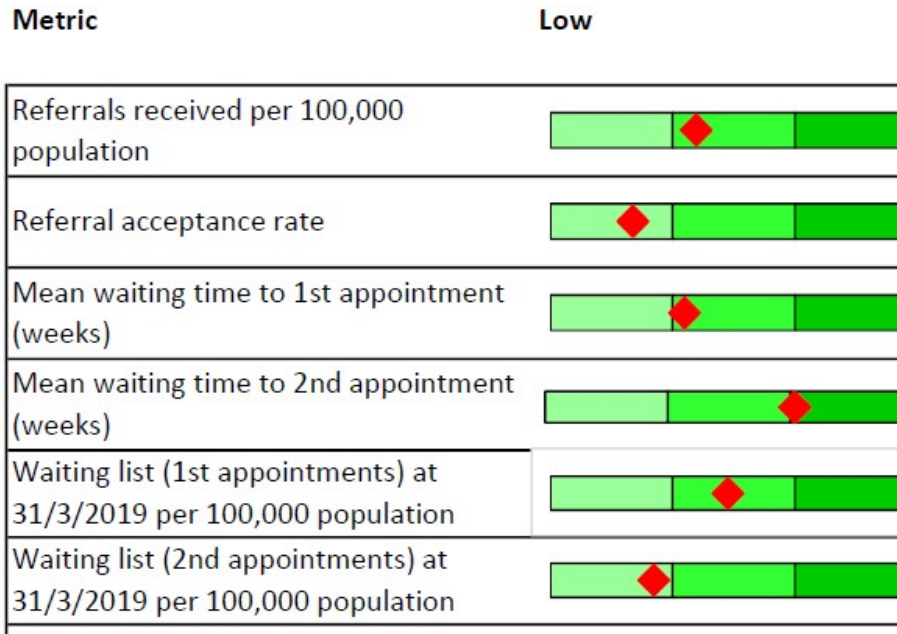 Metric Low
Referrals received per 100,000
population
Referral acceptance rate
Mean waiting time to 1st appointment
(weeks)
Mean waiting time to 2nd appointment
(weeks)
Waiting list (1st appointments) at
31/3/2019 per 100,000 population
Waiting list (2nd appointments) at
31/3/2019 per 100,000 population